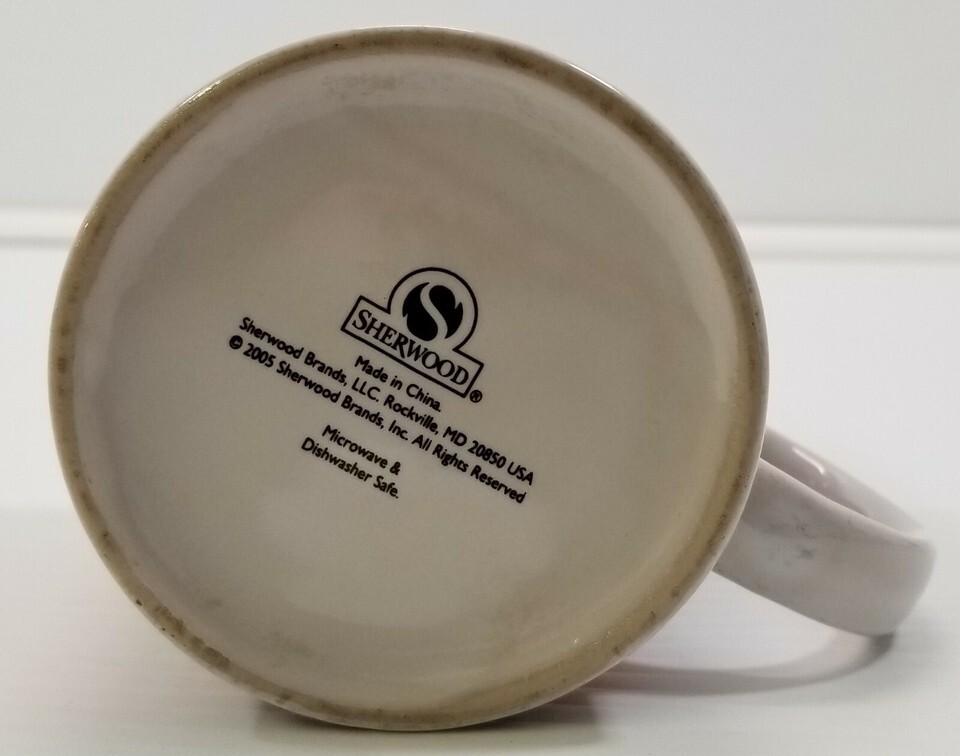 S
SHERWOOD®
Made in China.
Sherwood Brands, LLC. Rockville, MD 20850 USA
© 2005 Sherwood Brands, Inc. All Rights Reserved
Microwave &
Dishwasher Safe.